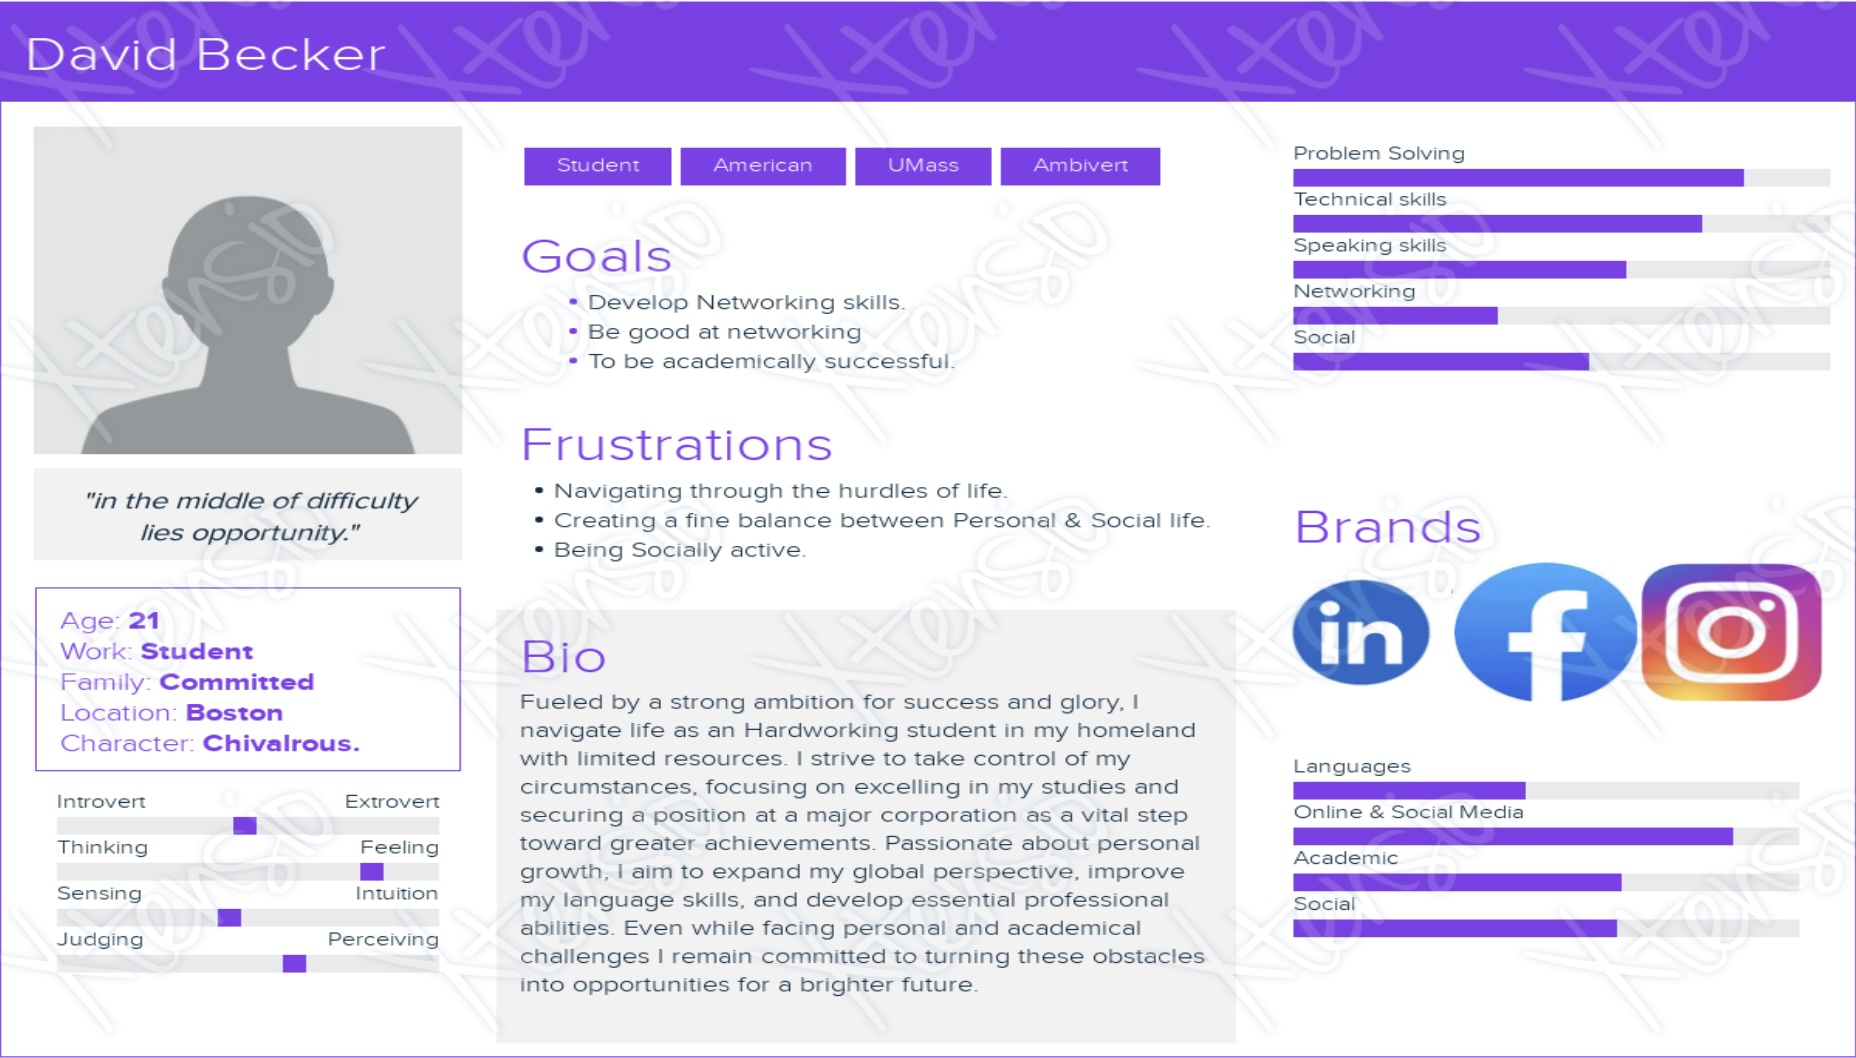 David Becker
"in the middle of difficulty
lies opportunity."
Age: 21
Work: Student
Family: Committed
Location: Boston
Character: Chivalrous.
Introvert Extrovert
Thinking Feeling
Sensing Intuition
Judging Perceiving
Student American UMass Ambivert
Goals
• Develop Networking skills.
• Be good at networking
• To be academically successful.
Frustrations
• Navigating through the hurdles of life.
• Creating a fine balance between Personal & Social life.
• Being Socially active.
Bio
Fueled by a strong ambition for success and glory, I
navigate life as an Hardworking student in my homeland
with limited resources. I strive to take control of my
circumstances, focusing on excelling in my studies and
securing a position at a major corporation as a vital step
toward greater achievements. Passionate about personal
growth, I aim to expand my global perspective, improve
my language skills, and develop essential professional
abilities. Even while facing personal and academical
challenges I remain committed to turning these obstacles
into opportunities for a brighter future.
Problem Solving
Technical skills
Speaking skills
Networking
Social
Brands
in f
Languages
Online & Social Media
Academic
Social
Xtensio